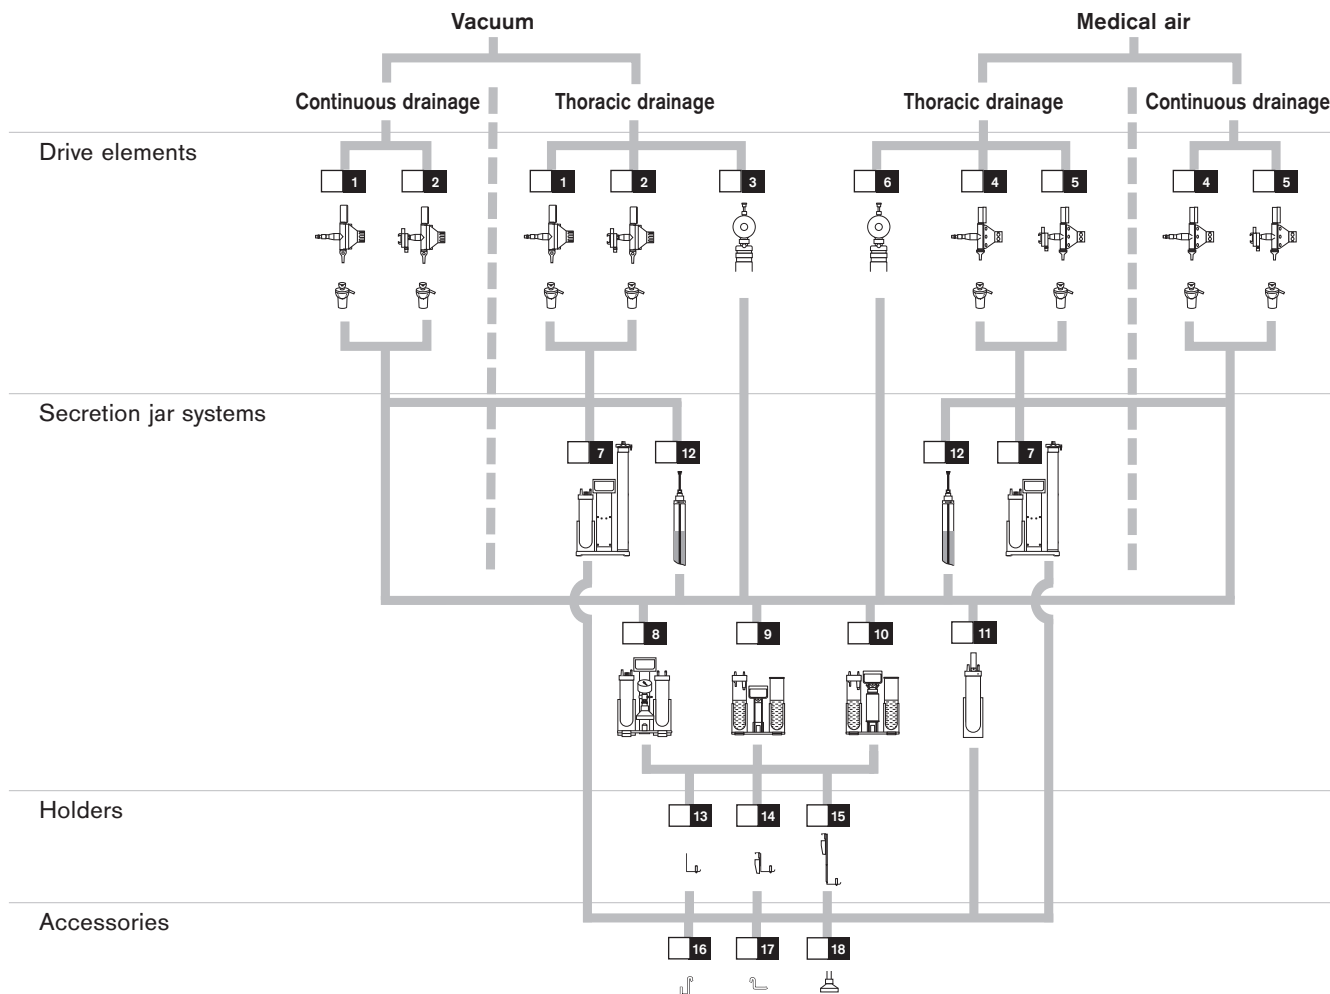 Vacuum Medical air
Continuous drainage Thoracic drainage Thoracic drainage Continuous drainage
Drive elements
1 2 1 2 3 6 4 5 4 5
Secretion jar systems
7 12 12 7
8 9 10 11
Holders
13 14 15
Accessories
16 17 18